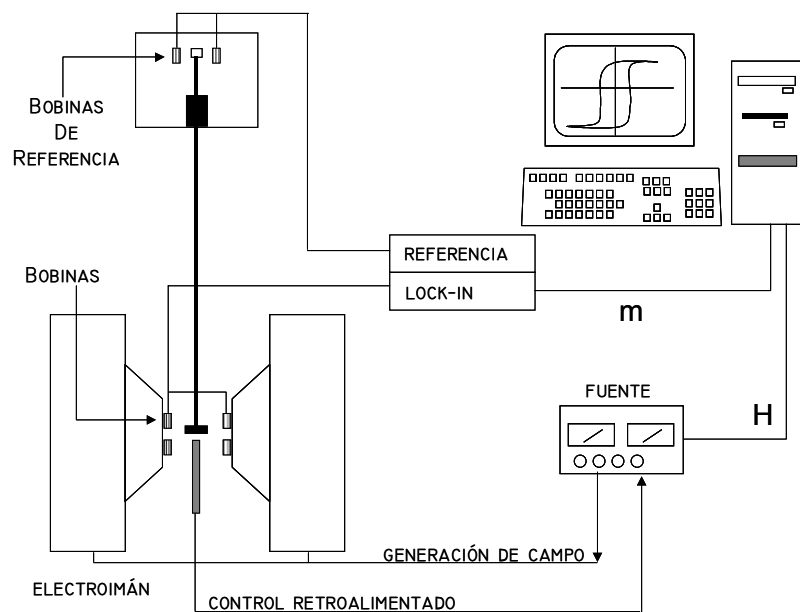 BOBINAS
DE
REFERENCIA
REFERENCIA
LOCK-IN
BOBINAS
m
FUENTE
H
GENERACIÓN DE CAMPO
ELECTROIMÁN
CONTROL RETROALIMENTADO